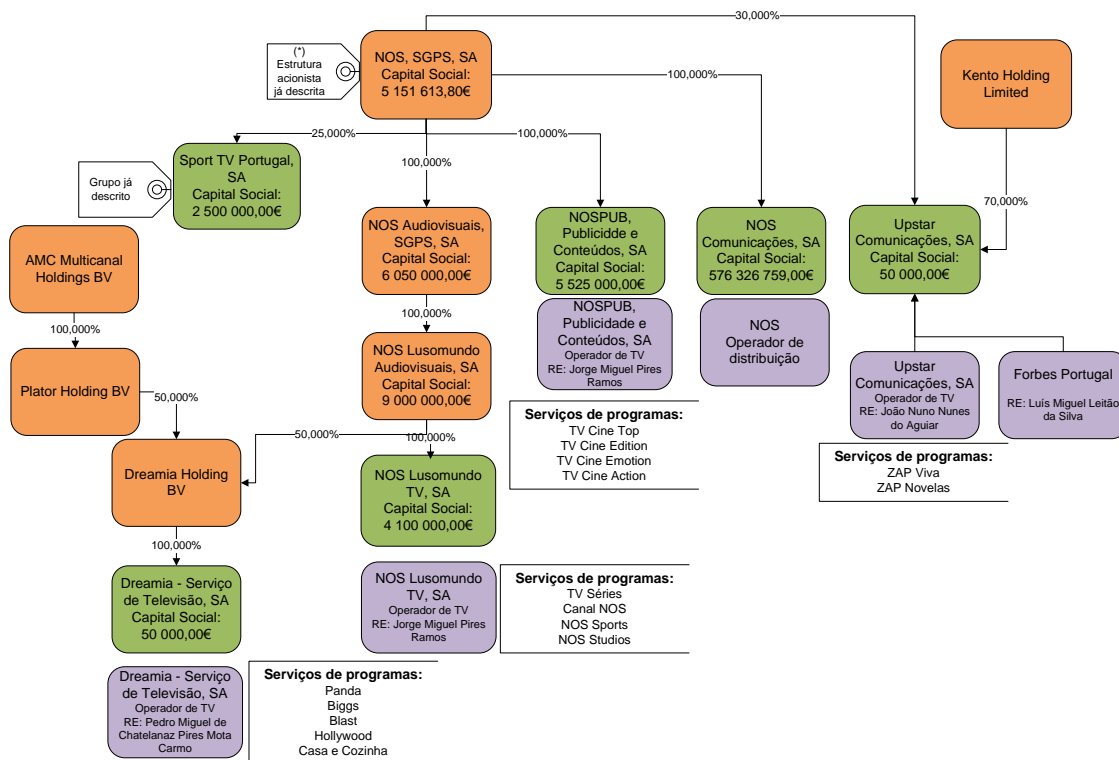 30,000%
(*)
Estrutura
acionista
já descrita
NOS, SGPS, SA
Capital Social:
5 151 613,80€
100,000%
Kento Holding
Limited
25,000%
100,000%
100,000%
70,000%
Grupo já
descrito
Sport TV Portugal,
SA
Capital Social:
2 500 000,00€
NOS Audiovisuais,
SGPS, SA
Capital Social:
6 050 000,00€
NOSPUB,
Publicidde e
Conteúdos, SA
Capital Social:
5 525 000,00€
NOS
Comunicações, SA
Capital Social:
576 326 759,00€
Upstar
Comunicações, SA
Capital Social:
50 000,00€
AMC Multicanal
Holdings BV
100,000%
100,000%
NOSPUB,
Publicidade e
Conteúdos, SA
Operador de TV
RE: Jorge Miguel Pires
Ramos
NOS
Operador de
distribuição
Upstar
Comunicações, SA
Operador de TV
RE: João Nuno Nunes
do Aguiar
Forbes Portugal
RE: Luís Miguel Leitão
da Silva
Plator Holding BV
NOS Lusomundo
Audiovisuais, SA
Capital Social:
9 000 000,00€
50,000%
50,000%
100,000%
Serviços de programas:
TV Cine Top
TV Cine Edition
TV Cine Emotion
TV Cine Action
Serviços de programas:
ZAP Viva
ZAP Novelas
Dreamia Holding
BV
NOS Lusomundo
TV, SA
Capital Social:
4 100 000,00€
100,000%
Dreamia - Serviço
de Televisão, SA
Capital Social:
50 000,00€
NOS Lusomundo
TV, SA
Operador de TV
RE: Jorge Miguel Pires
Ramos
Serviços de programas:
TV Séries
Canal NOS
NOS Sports
NOS Studios
Dreamia - Serviço
de Televisão, SA
Operador de TV
RE: Pedro Miguel de
Chatelanaz Pires Mota
Carmo
Serviços de programas:
Panda
Biggs
Blast
Hollywood
Casa e Cozinha